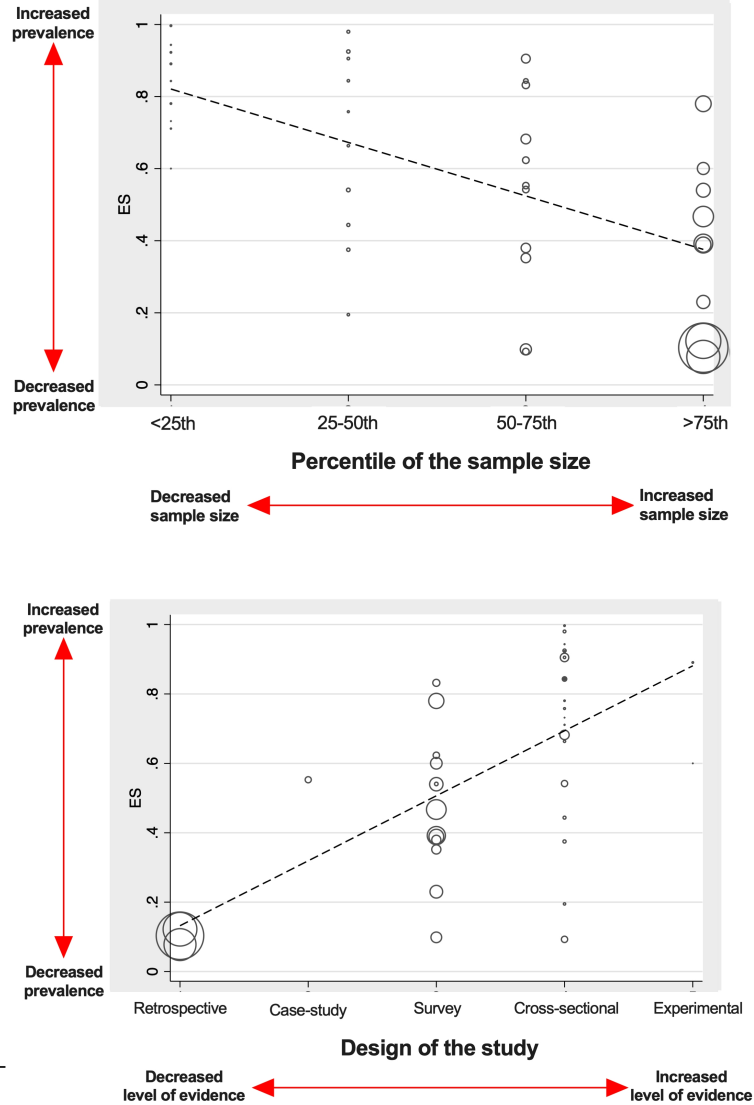 Increased
prevalence
1
.8
.6
.4
.2
0
ES
Decreased
prevalence
<25th
25-50th
50-75th
>75th
Percentile of the sample size
Decreased
sample size
Increased
sample size
Increased
prevalence
1
.8
.6
.4
.2
0
ES
Decreased
prevalence
Retrospective
Case-study
Survey
Cross-sectional
Experimental
Design of the study
Decreased
level of evidence
Increased
level of evidence